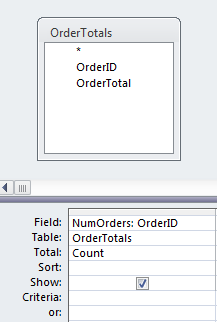 OrderTotals
*
OrderID
OrderTotal
Field: NumOrders: OrderID
Table: OrderTotals
Total: Count
Sort:
Show:
Criteria:
or: